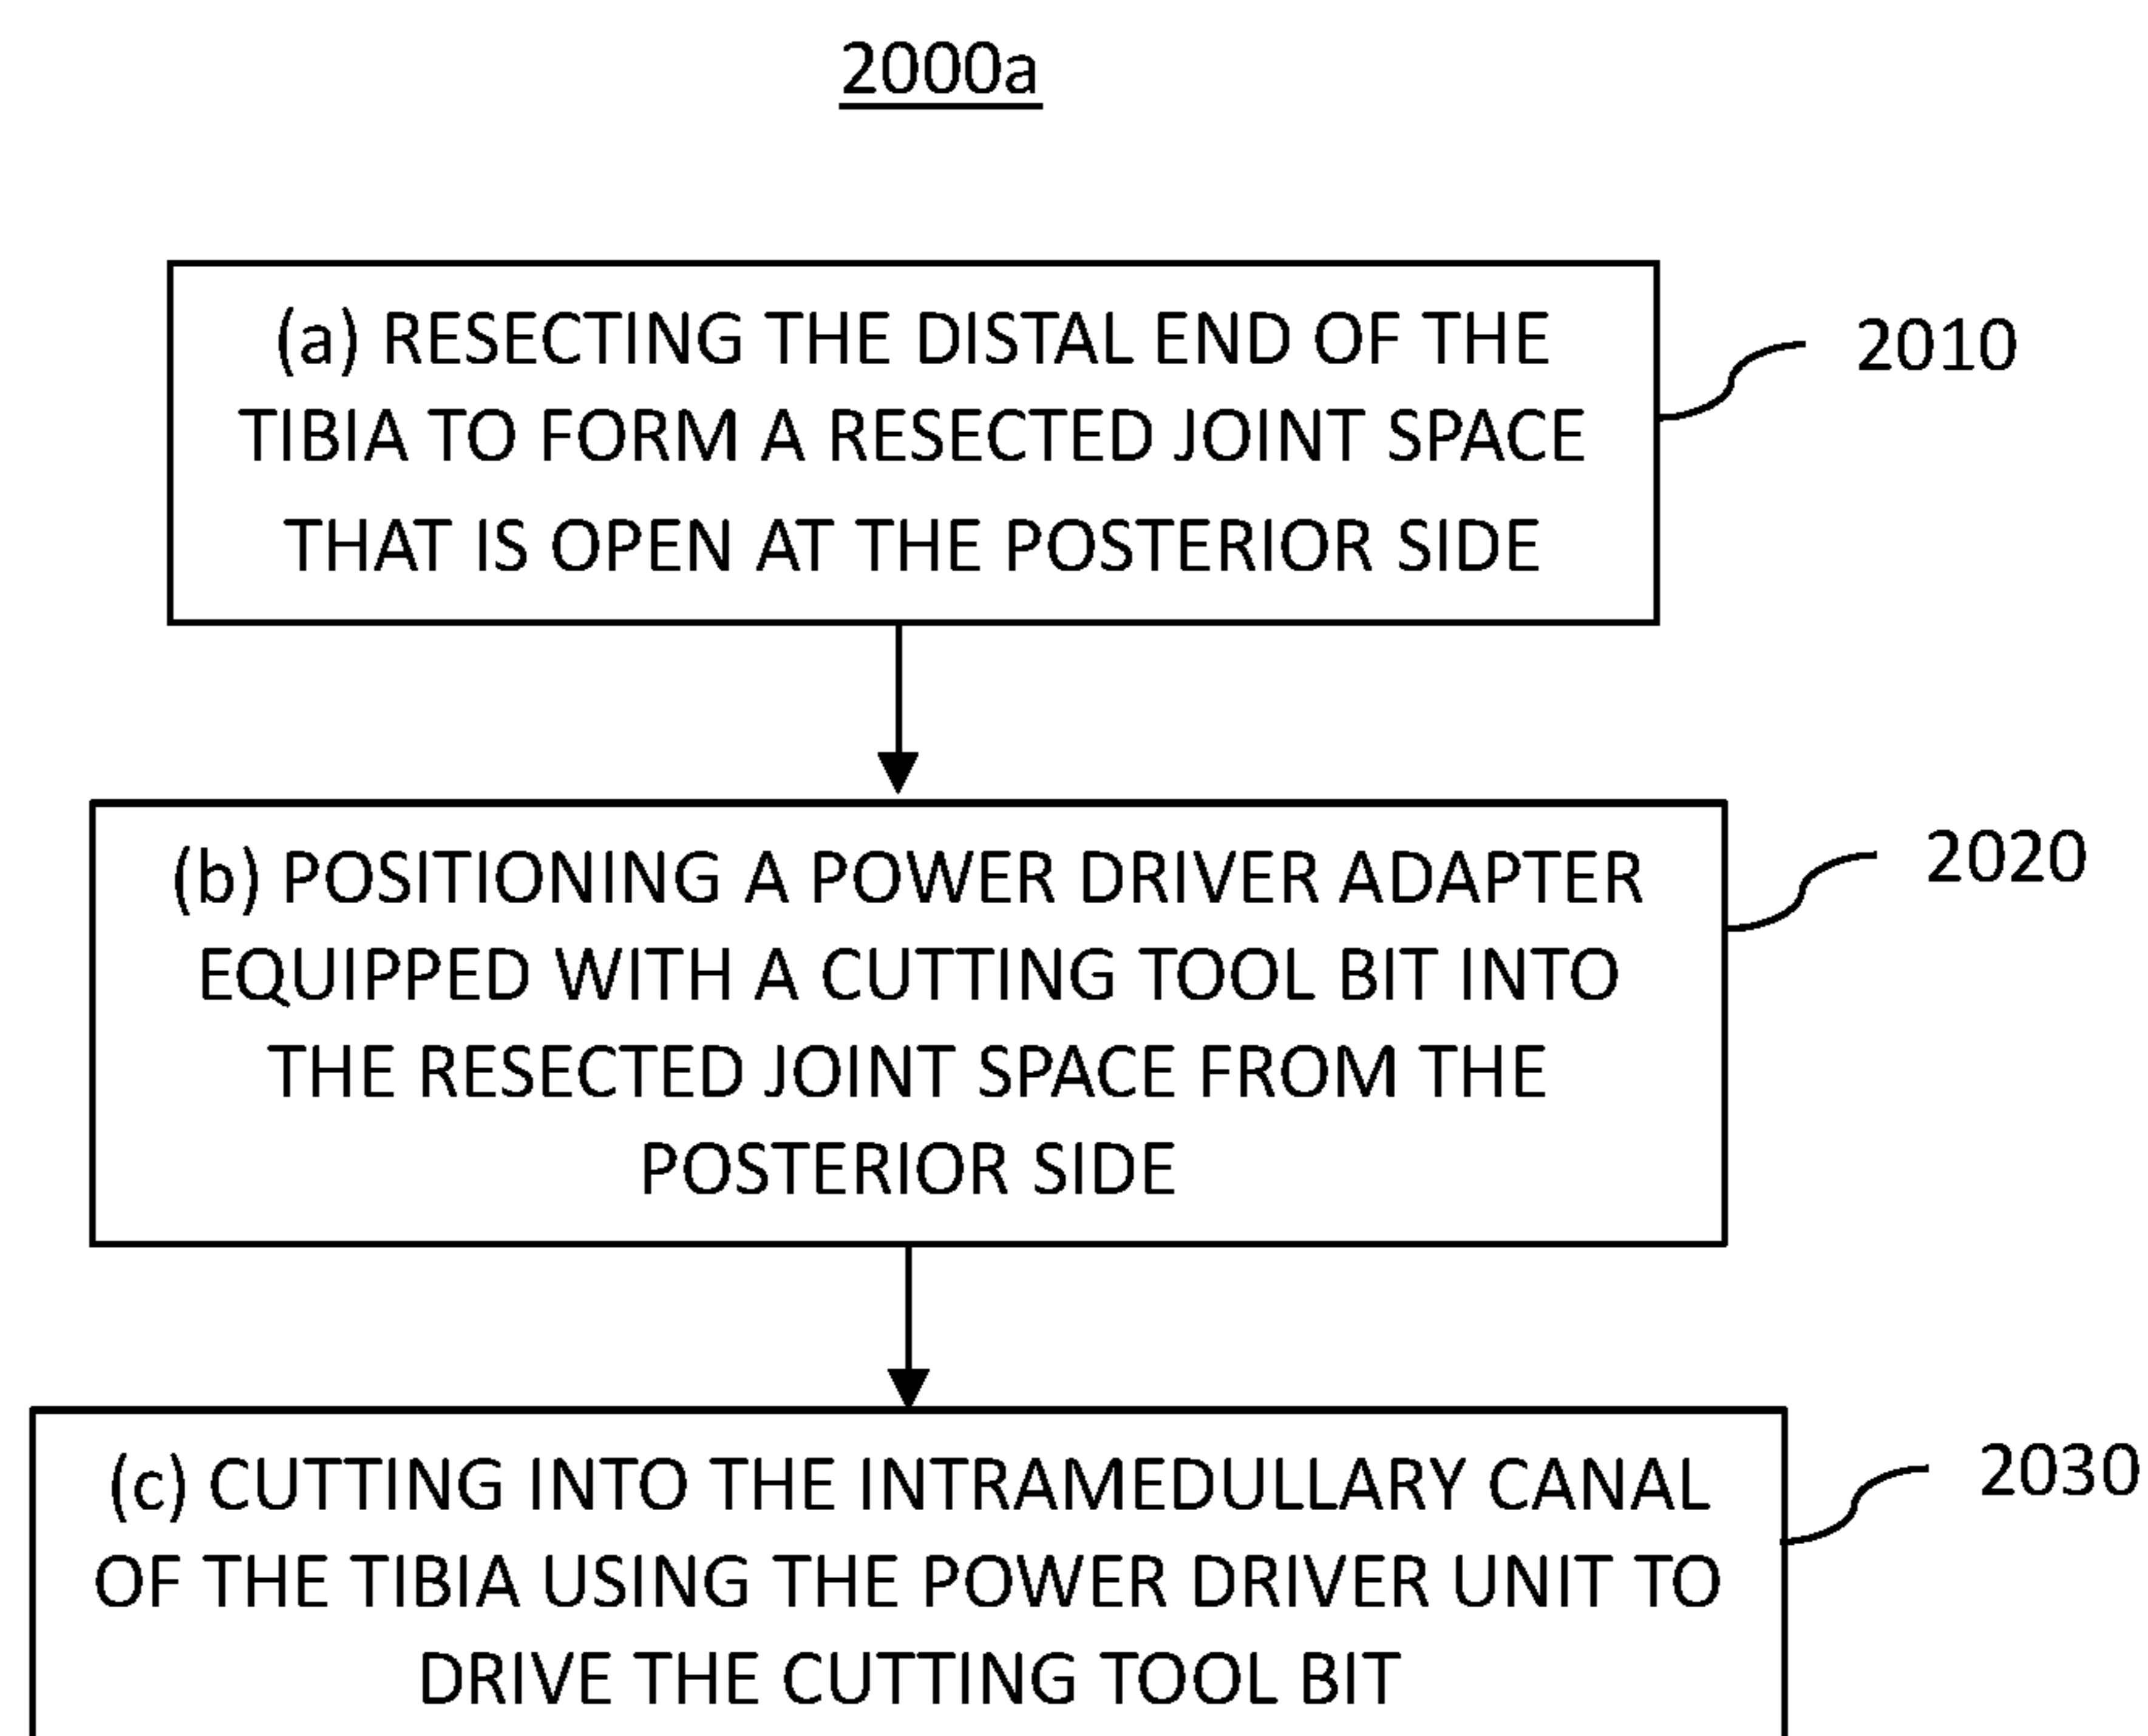 2000a
(a) RESECTING THE DISTAL END OF THE
TIBIA TO FORM A RESECTED JOINT SPACE
THAT IS OPEN AT THE POSTERIOR SIDE
2010
(b) POSITIONING A POWER DRIVER ADAPTER
EQUIPPED WITH A CUTTING TOOL BIT INTO
THE RESECTED JOINT SPACE FROM THE
POSTERIOR SIDE
2020
(c) CUTTING INTO THE INTRAMEDULLARY CANAL
OF THE TIBIA USING THE POWER DRIVER UNIT TO
DRIVE THE CUTTING TOOL BIT
2030